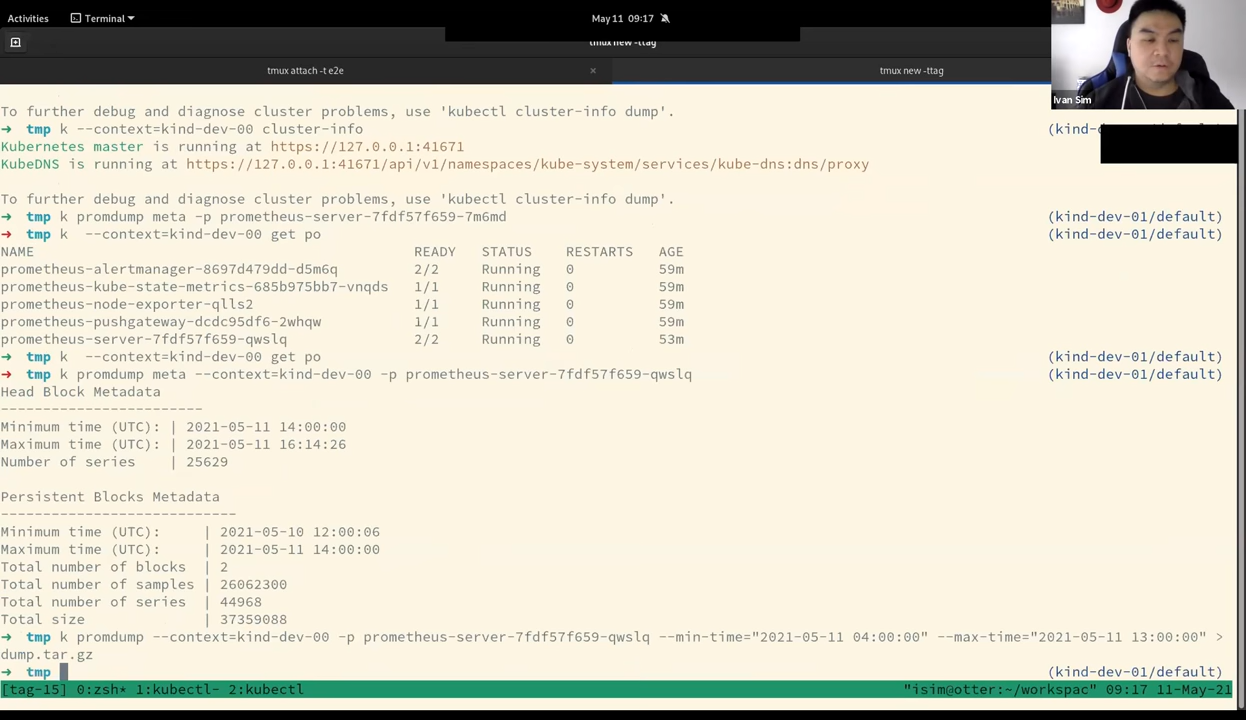 Activities Terminal May 11 09:17
tmux new -ttag
tmux attach -t e2e × tmux new -ttag
Ivan Sim
To further debug and diagnose cluster problems, use 'kubectl cluster-info dump'.
➜ tmp k --context=kind-dev-00 cluster-info (kind-
Kubernetes master is running at https://127.0.0.1:41671
KubeDNS is running at https://127.0.0.1:41671/api/v1/namespaces/kube-system/services/kube-dns:dns/proxy
To further debug and diagnose cluster problems, use 'kubectl cluster-info dump'.
➜ tmp k promdump meta -p prometheus-server-7fdf57f659-7m6md (kind-dev-01/default)
➜ tmp k --context=kind-dev-00 get po (kind-dev-01/default)
NAME READY STATUS RESTARTS AGE
prometheus-alertmanager-8697d479dd-d5m6q 2/2 Running 0 59m
prometheus-kube-state-metrics-685b975bb7-vnqds 1/1 Running 0 59m
prometheus-node-exporter-qlls2 1/1 Running 0 59m
prometheus-pushgateway-dcdc95df6-2whqw 1/1 Running 0 59m
prometheus-server-7fdf57f659-qwslq 2/2 Running 0 53m
➜ tmp k --context=kind-dev-00 get po (kind-dev-01/default)
➜ tmp k promdump meta --context=kind-dev-00 -p prometheus-server-7fdf57f659-qwslq (kind-dev-01/default)
Head Block Metadata
------------------------
Minimum time (UTC): | 2021-05-11 14:00:00
Maximum time (UTC): | 2021-05-11 16:14:26
Number of series | 25629
Persistent Blocks Metadata
----------------------------
Minimum time (UTC): | 2021-05-10 12:00:06
Maximum time (UTC): | 2021-05-11 14:00:00
Total number of blocks | 2
Total number of samples | 26062300
Total number of series | 44968
Total size | 37359088
➜ tmp k promdump --context=kind-dev-00 -p prometheus-server-7fdf57f659-qwslq --min-time="2021-05-11 04:00:00" --max-time="2021-05-11 13:00:00" >
dump.tar.gz
➜ tmp (kind-dev-01/default)
[tag-15] 0:zsh* 1:kubectl- 2:kubectl "isim@otter:~/workspac" 09:17 11-May-21